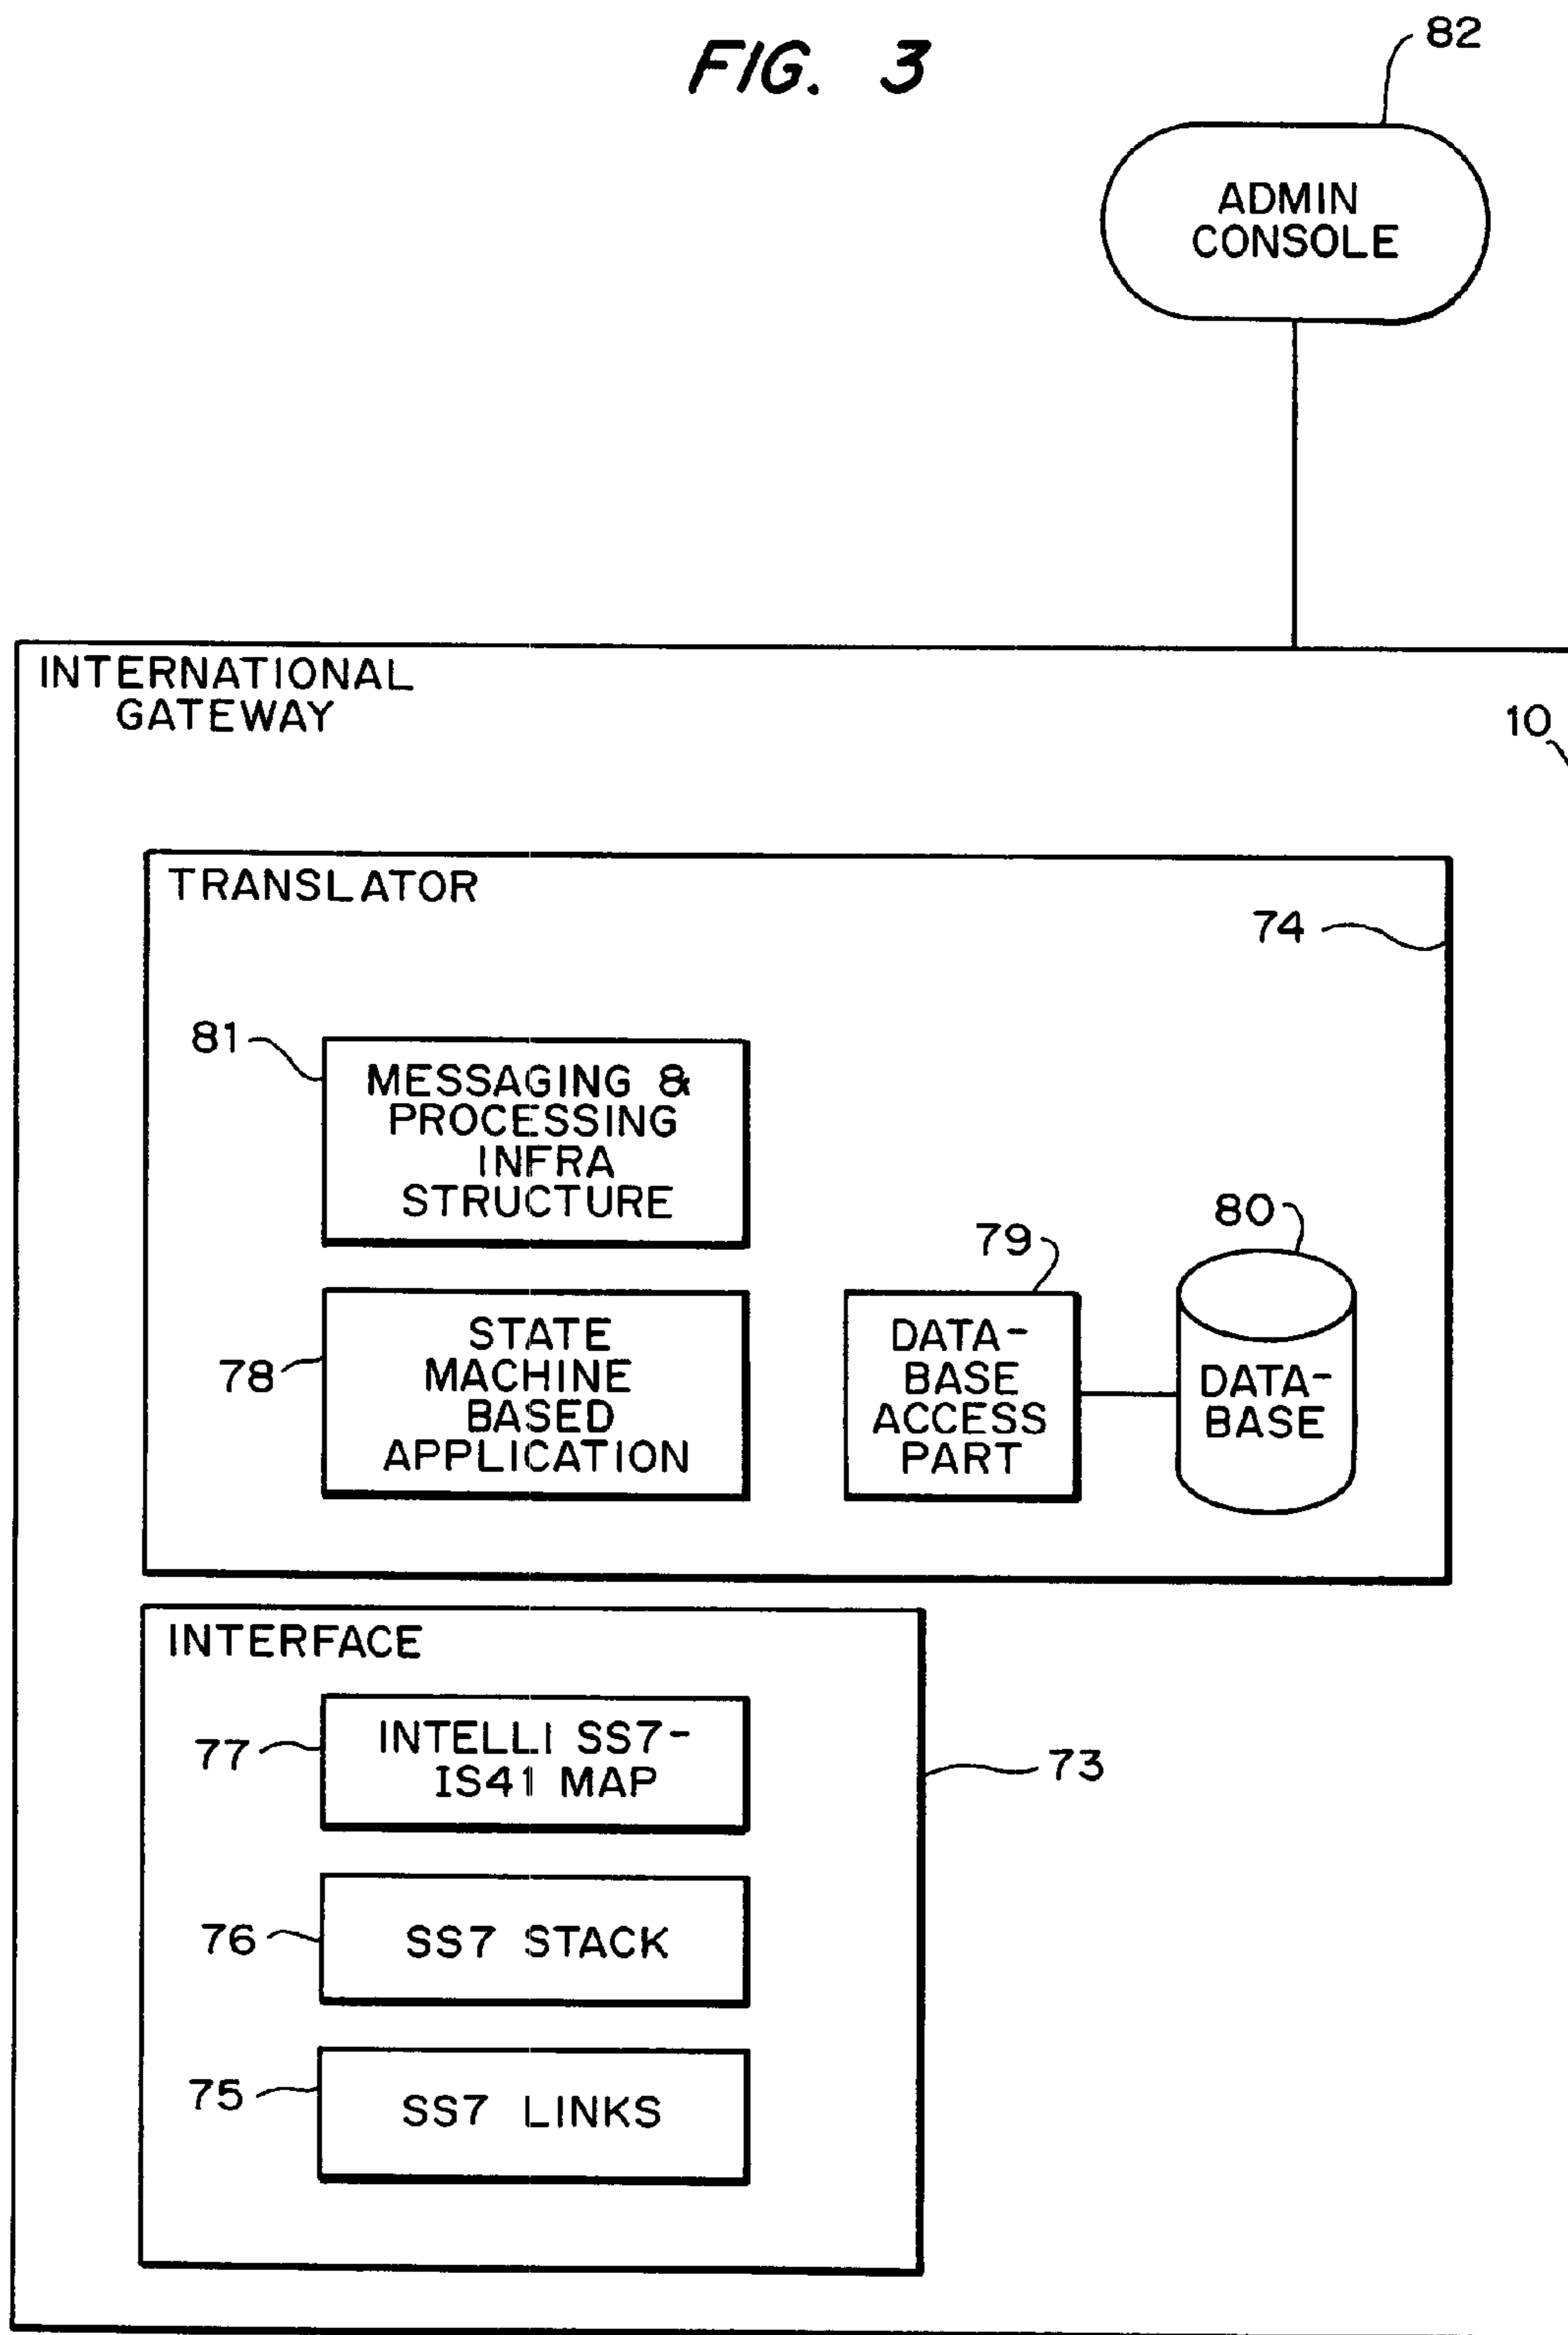 FIG. 3
82
ADMIN
CONSOLE
INTERNATIONAL
GATEWAY
10
TRANSLATOR
74
81
MESSAGING &
PROCESSING
INFRA
STRUCTURE
80
79
78
STATE
MACHINE
BASED
APPLICATION
DATA-
BASE
ACCESS
PART
DATA-
BASE
INTERFACE
77
INTELLI SS7-
IS41 MAP
73
76
SS7 STACK
75
SS7 LINKS